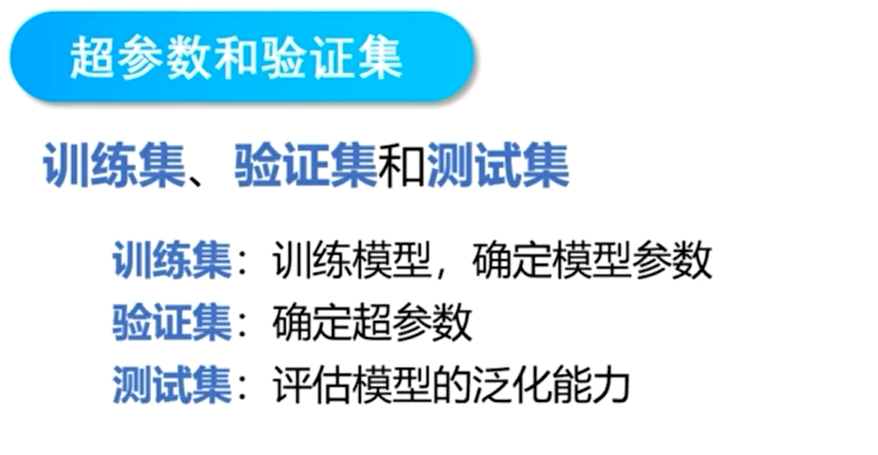 超参数和验证集
训练集、验证集和测试集
训练集：训练模型，确定模型参数
验证集：确定超参数
测试集：评估模型的泛化能力